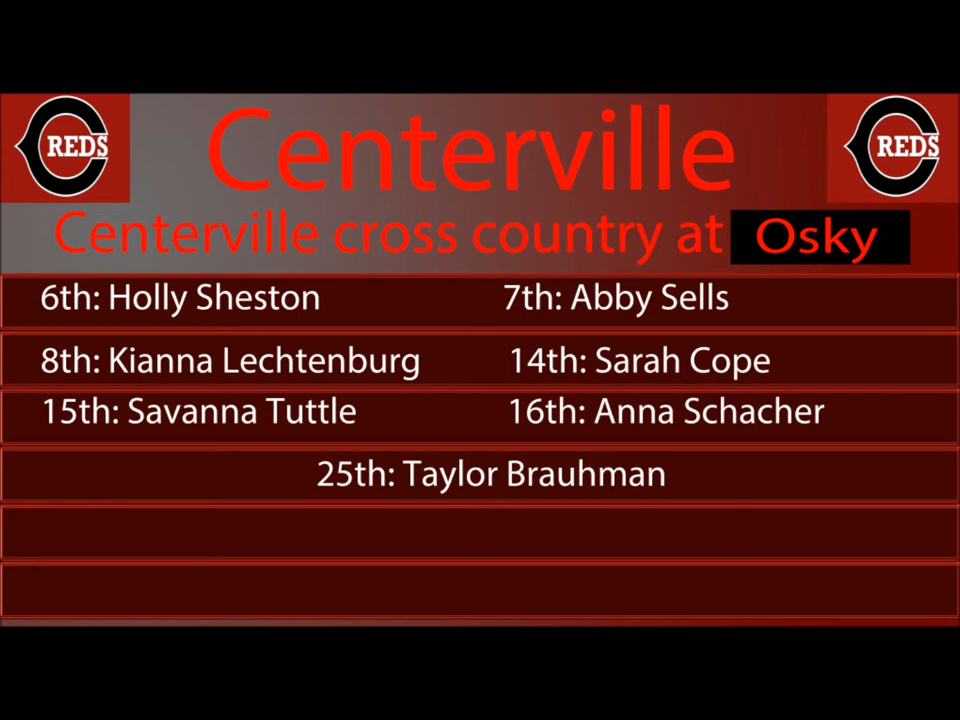 REDS
Centerville
REDS
Centerville cross country at Osky
6th: Holly Sheston 7th: Abby Sells
8th: Kianna Lechtenburg 14th: Sarah Cope
15th: Savanna Tuttle 16th: Anna Schacher
25th: Taylor Brauhman